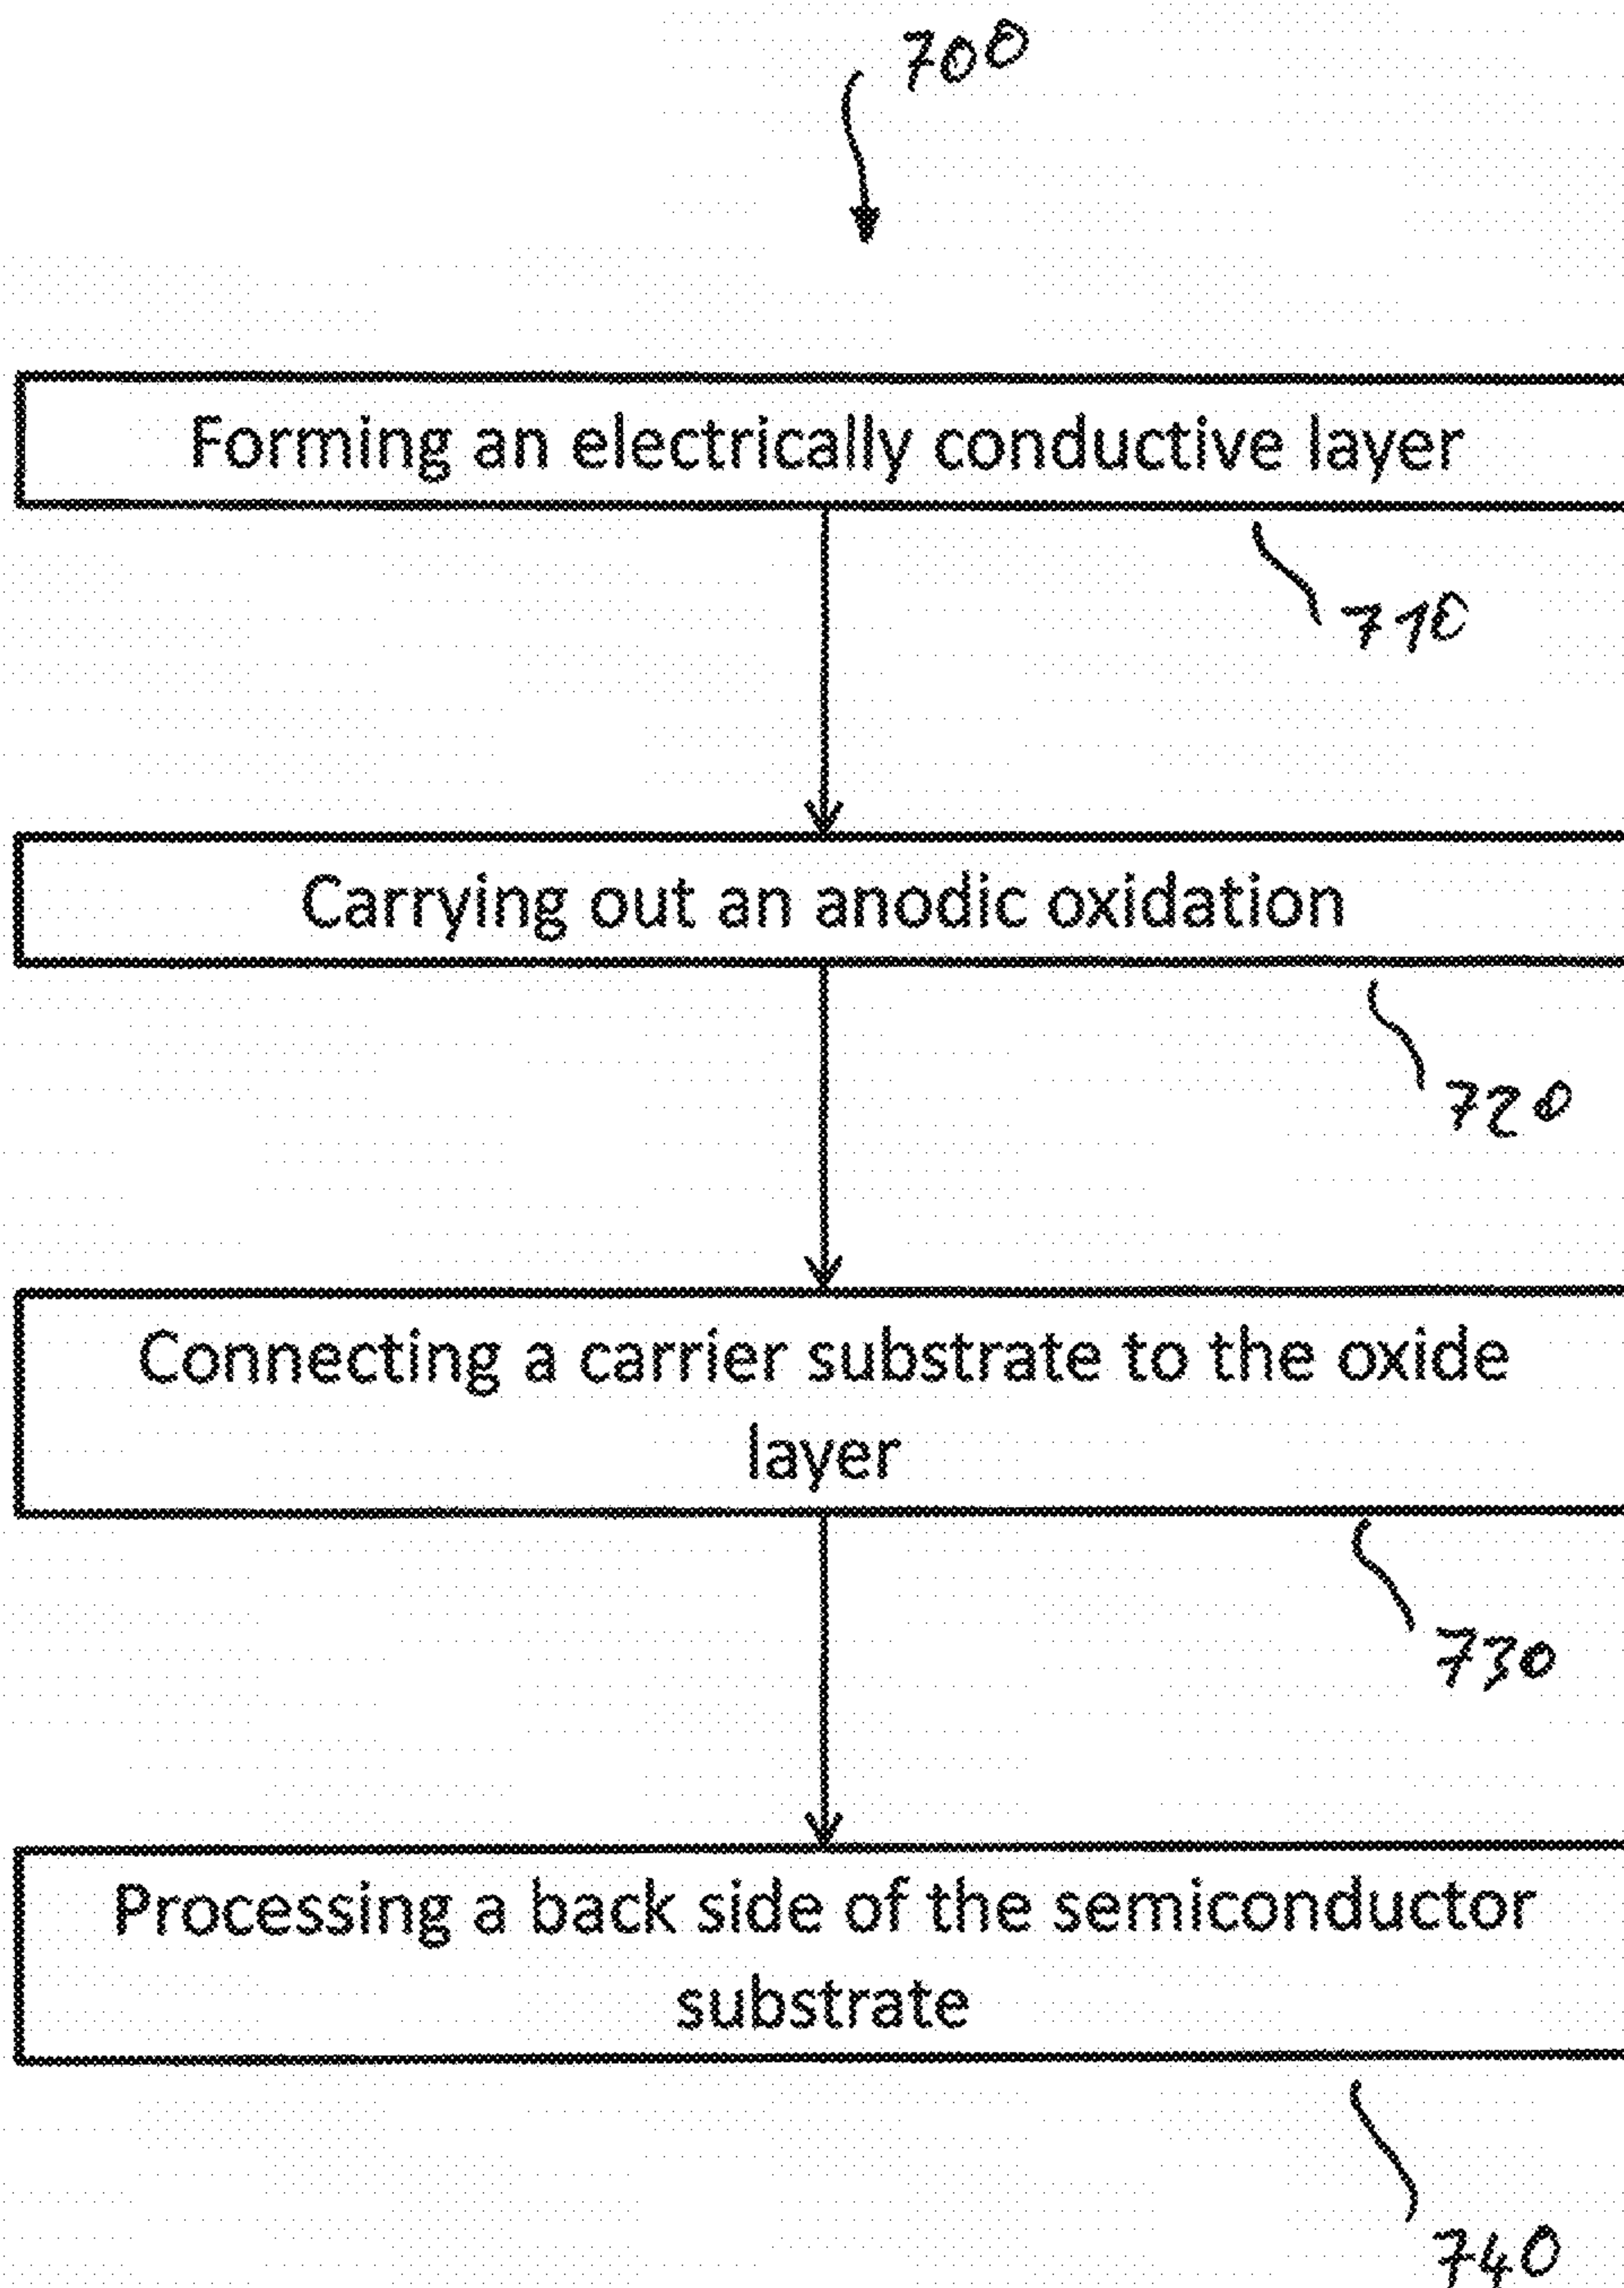 700
Forming an electrically conductive layer
710
Carrying out an anodic oxidation
720
Connecting a carrier substrate to the oxide
layer
730
Processing a back side of the semiconductor
substrate
740